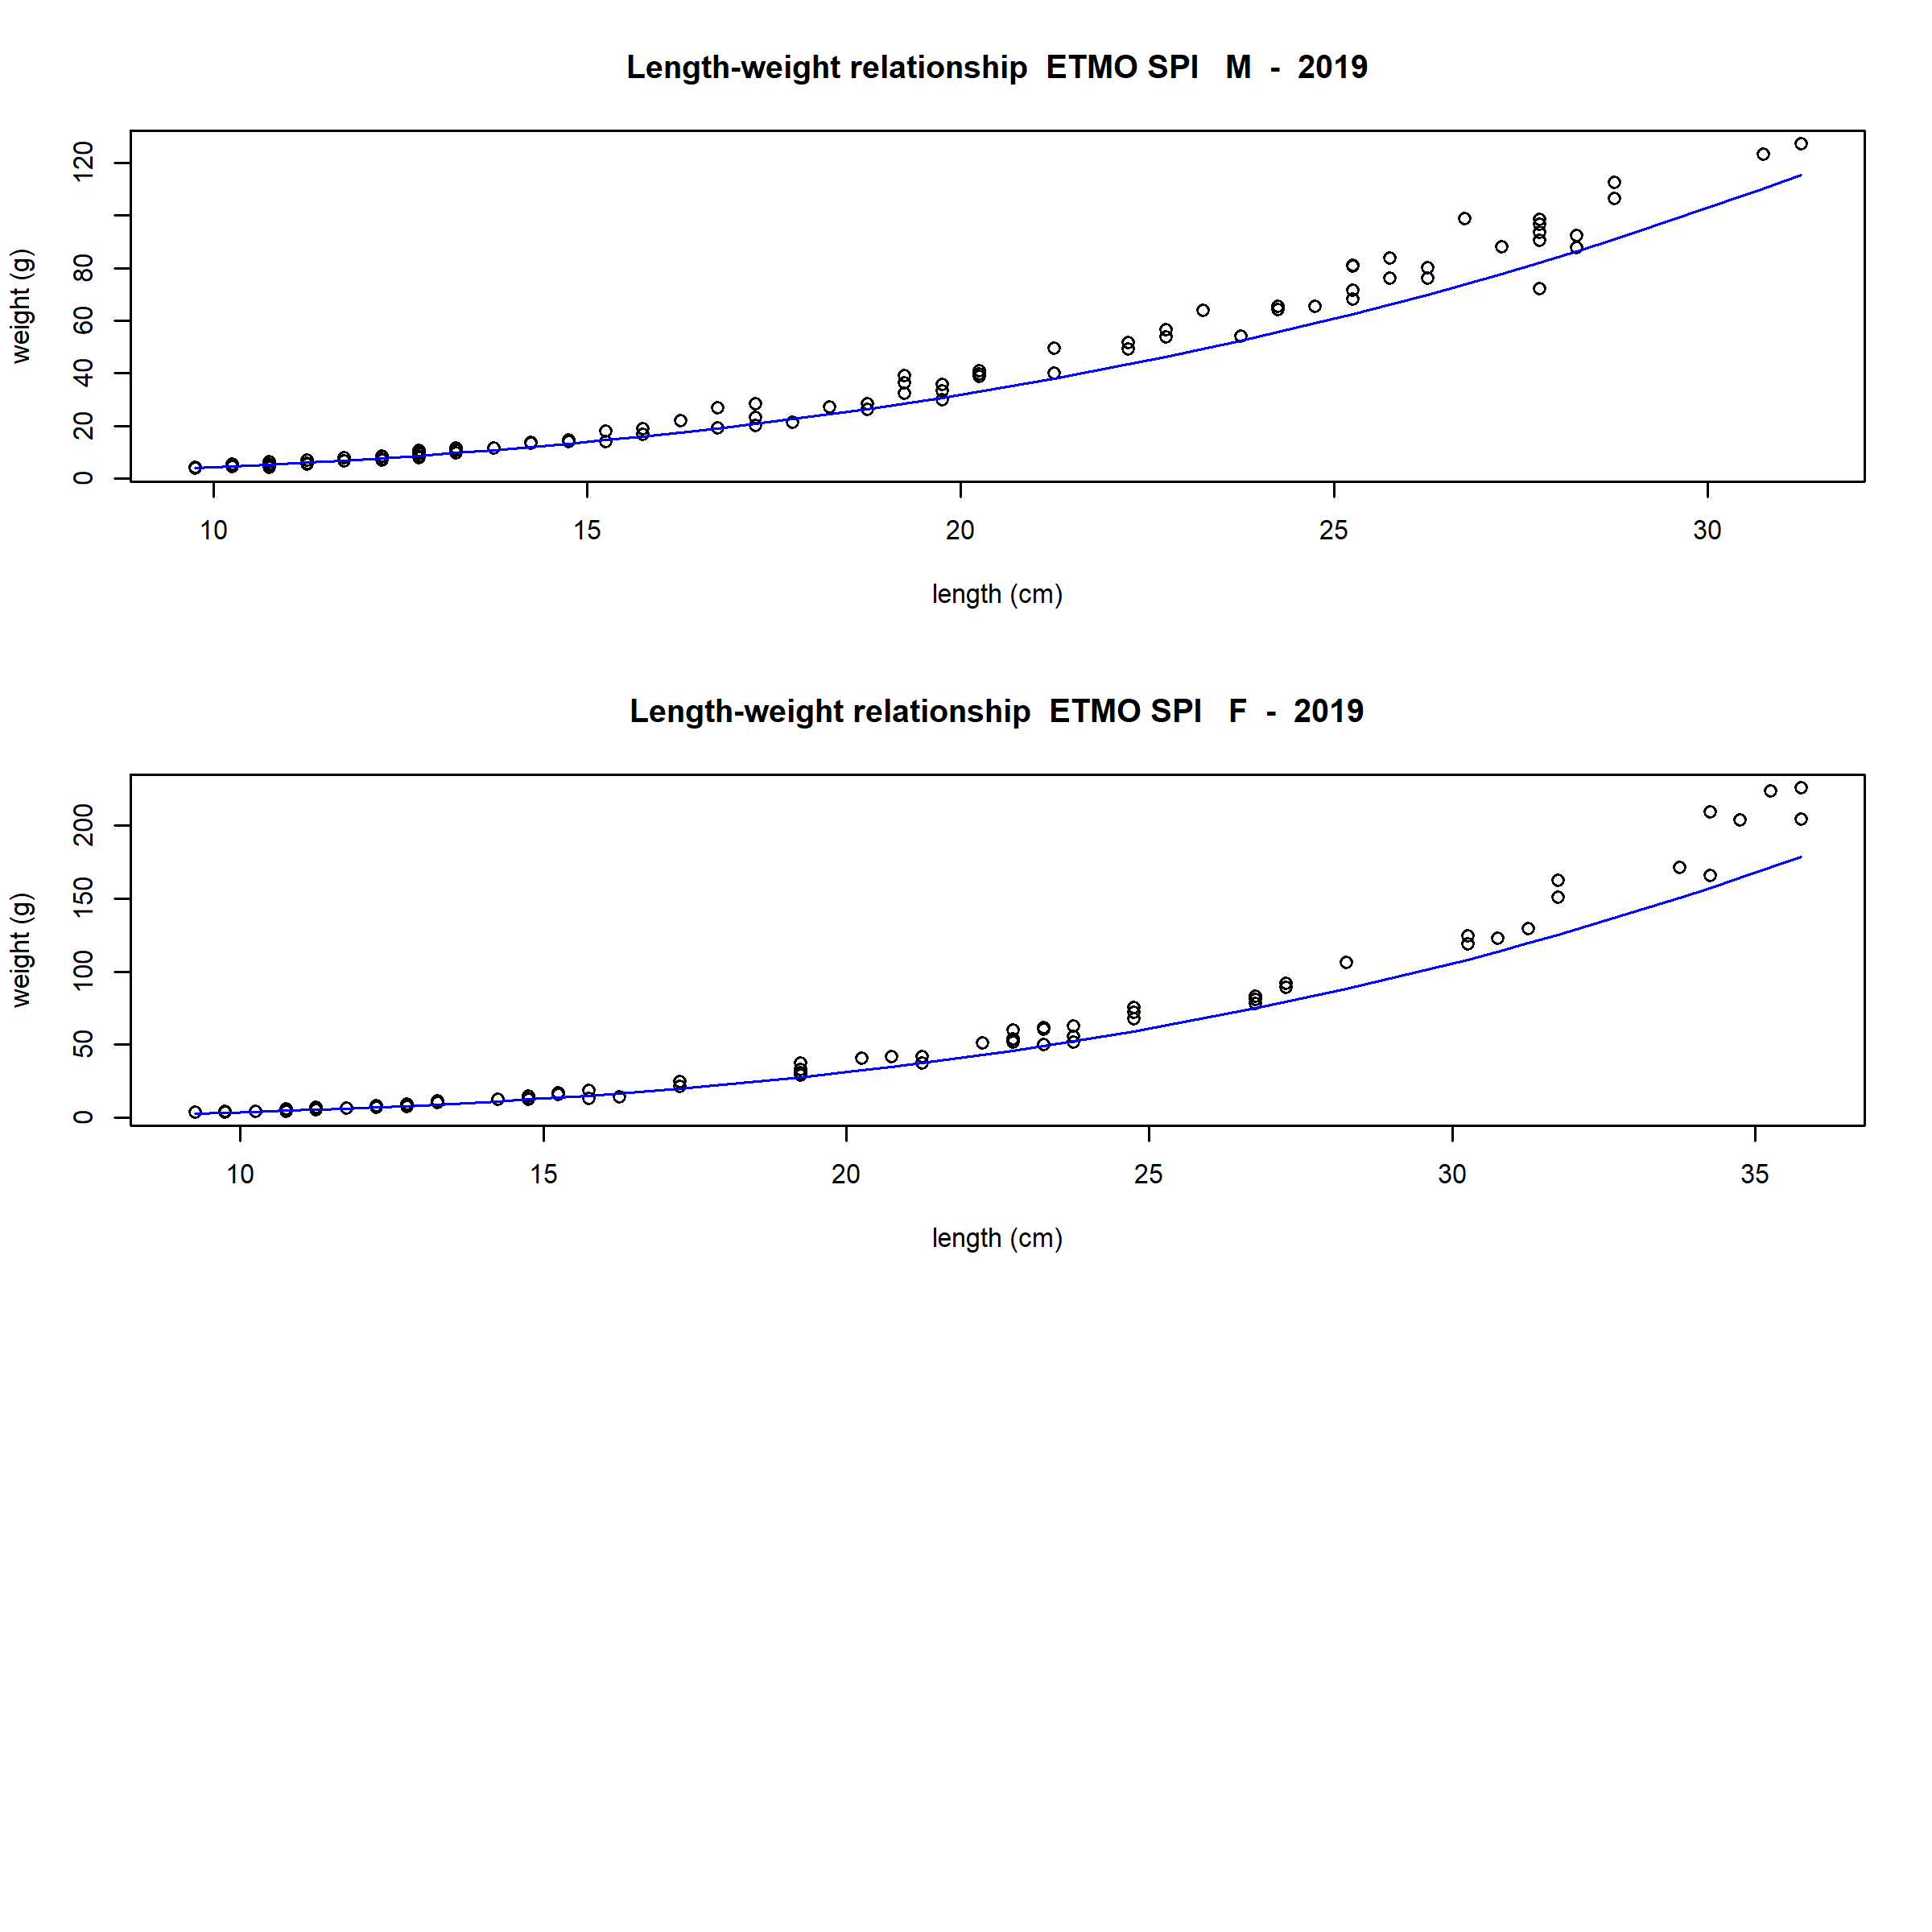 Length-weight relationship ETMO SPI M - 2019
120
80
60
40
20
0
weight (g)
10 15 20 25 30
length (cm)
Length-weight relationship ETMO SPI F - 2019
200
150
100
50
0
weight (g)
10 15 20 25 30 35
length (cm)